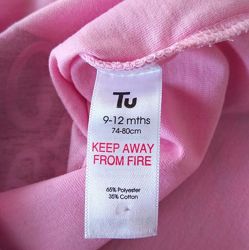 Tu
9-12 mths
74-80cm
KEEP AWAY
FROM FIRE
65% Polyester
35% Cotton